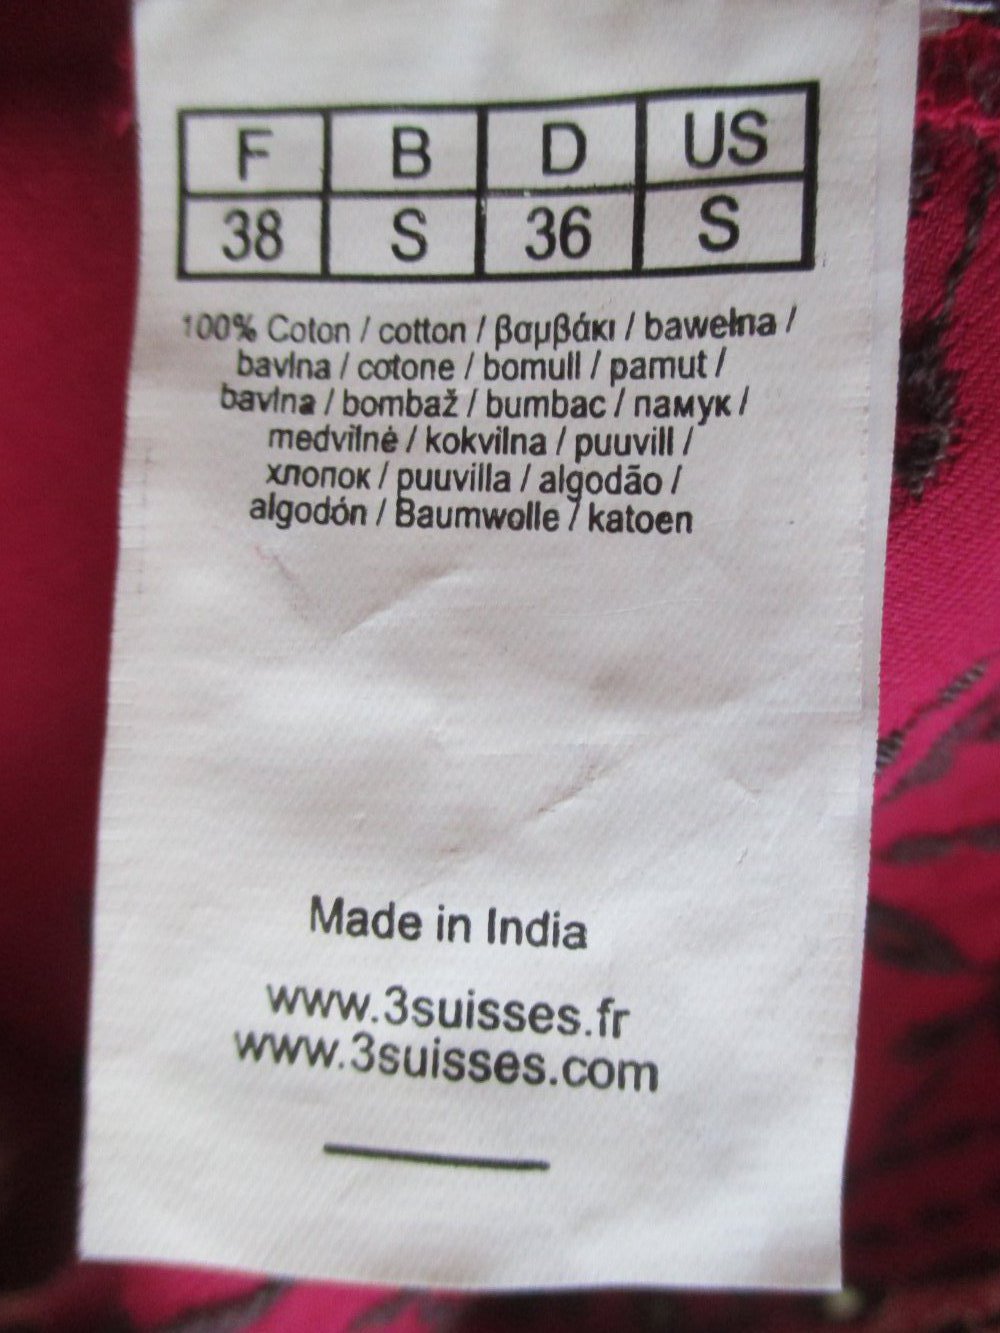 F B D US
38 S 36 S
100% Coton / cotton / βαμβάκι / bawełna /
bavlna / cotone / bomull / pamut /
bavlna / bombaž / bumbac / памук /
medvilnė / kokvilna / puuvill /
хлопок / puuvilla / algodão /
algodón / Baumwolle / katoen
Made in India
www.3suisses.fr
www.3suisses.com